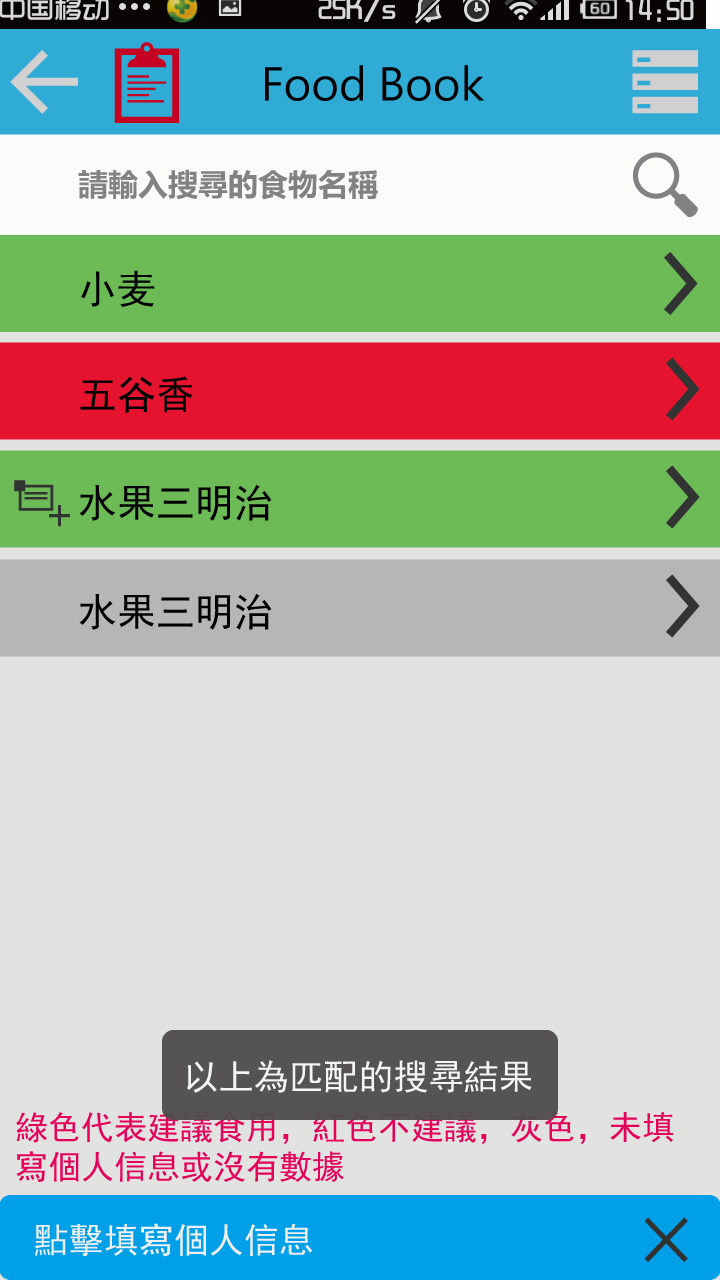 中国移动 ••• 25K/s 60 14:50
Food Book
請輸入搜尋的食物名稱
小麦
五谷香
水果三明治
水果三明治
以上為匹配的搜尋結果
綠色代表建議食用，紅色不建議，灰色，未填
寫個人信息或沒有數據
點擊填寫個人信息